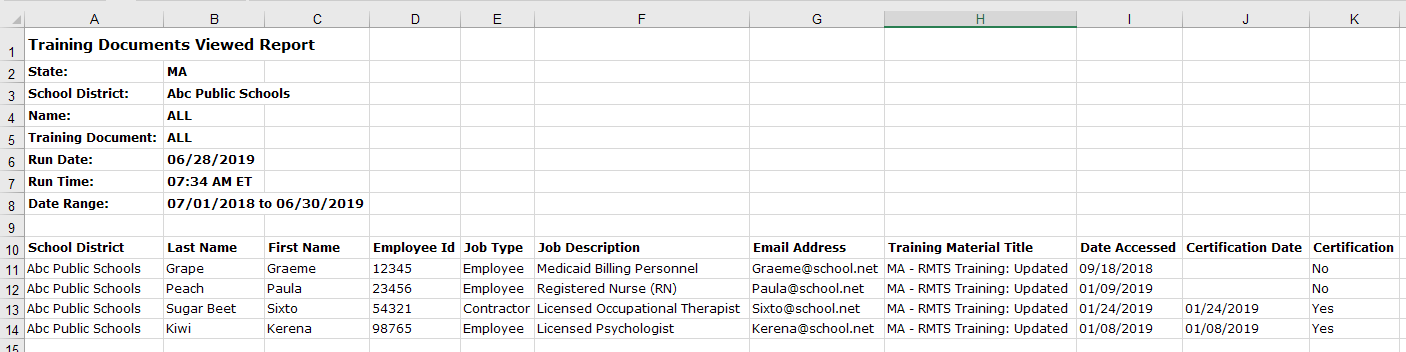 A B C D E F G H I J K
1 Training Documents Viewed Report
2 State: MA
3 School District: Abc Public Schools
4 Name: ALL
5 Training Document: ALL
6 Run Date: 06/28/2019
7 Run Time: 07:34 AM ET
8 Date Range: 07/01/2018 to 06/30/2019
9
10 School District Last Name First Name Employee Id Job Type Job Description Email Address Training Material Title Date Accessed Certification Date Certification
11 Abc Public Schools Grape Graeme 12345 Employee Medicaid Billing Personnel Graeme@school.net MA - RMTS Training: Updated 09/18/2018 No
12 Abc Public Schools Peach Paula 23456 Employee Registered Nurse (RN) Paula@school.net MA - RMTS Training: Updated 01/09/2019 No
13 Abc Public Schools Sugar Beet Sixto 54321 Contractor Licensed Occupational Therapist Sixto@school.net MA - RMTS Training: Updated 01/24/2019 01/24/2019 Yes
14 Abc Public Schools Kiwi Kerena 98765 Employee Licensed Psychologist Kerena@school.net MA - RMTS Training: Updated 01/08/2019 01/08/2019 Yes
15